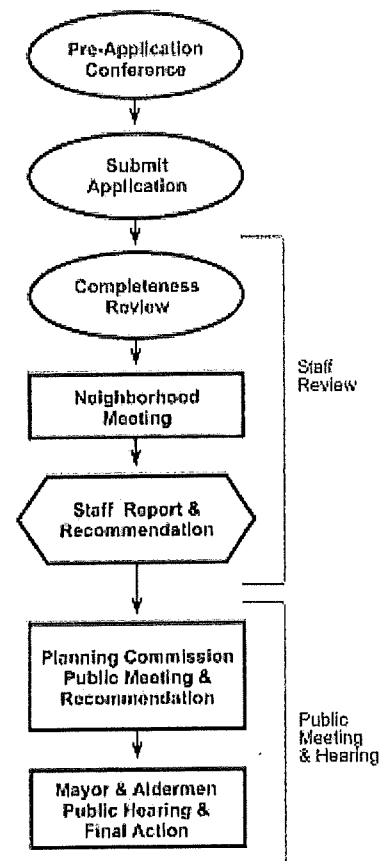 Pre-Application
Conference
Submit
Application
Completeness
Review
Neighborhood
Meeting
Staff Report &
Recommendation
Staff
Review
Planning Commission
Public Meeting &
Recommendation
Mayor & Aldermen
Public Hearing &
Final Action
Public
Meeting
& Hearing